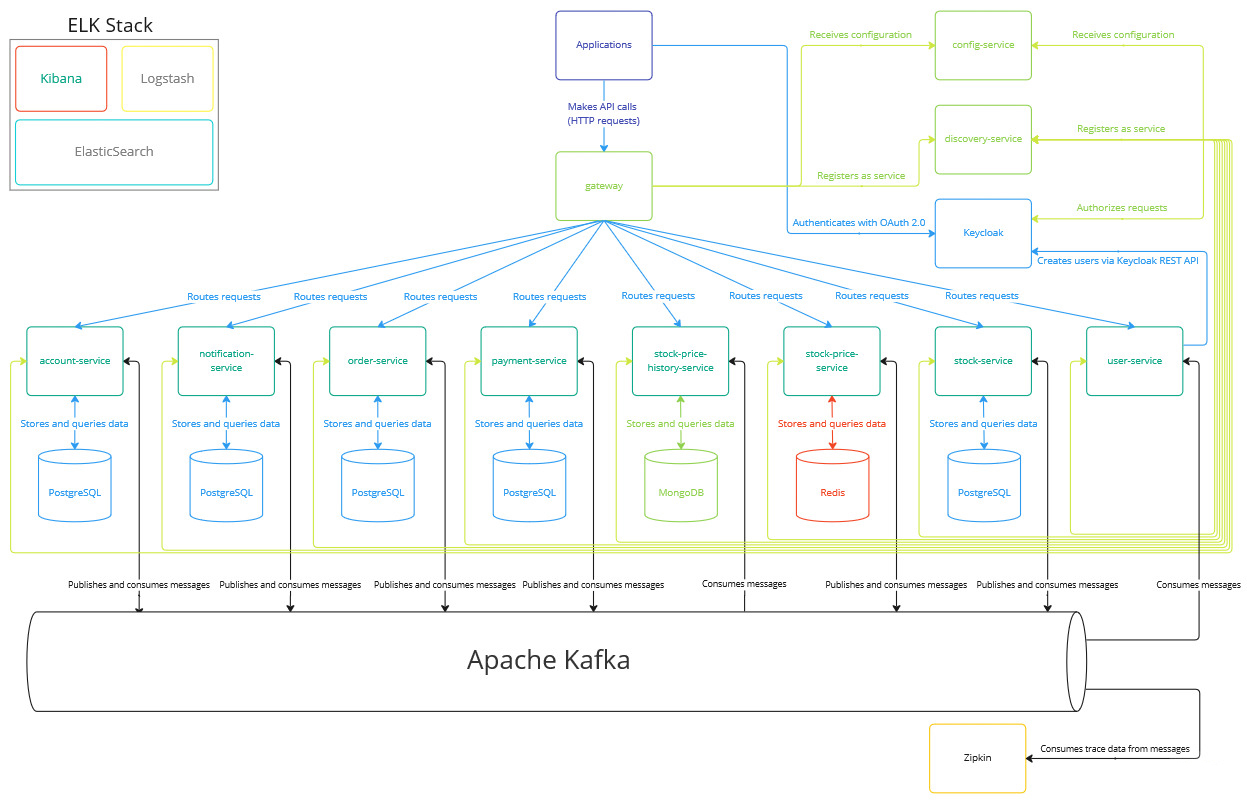 ELK Stack
Kibana
Logstash
ElasticSearch
Applications
Makes API calls
(HTTP requests)
gateway
Receives configuration
config-service
Receives configuration
discovery-service
Registers as service
Registers as service
Authenticates with OAuth 2.0
Keycloak
Authorizes requests
Creates users via Keycloak REST API
Routes requests
Routes requests
Routes requests
Routes requests
Routes requests
Routes requests
Routes requests
Routes requests
account-service
notification-
service
order-service
payment-service
stock-price-
history-service
stock-price-
service
stock-service
user-service
Stores and queries data
Stores and queries data
Stores and queries data
Stores and queries data
Stores and queries data
Stores and queries data
Stores and queries data
PostgreSQL
PostgreSQL
PostgreSQL
PostgreSQL
MongoDB
Redis
PostgreSQL
Publishes and consumes messages
Publishes and consumes messages
Publishes and consumes messages
Publishes and consumes messages
Consumes messages
Publishes and consumes messages
Publishes and consumes messages
Consumes messages
Apache Kafka
Zipkin
Consumes trace data from messages